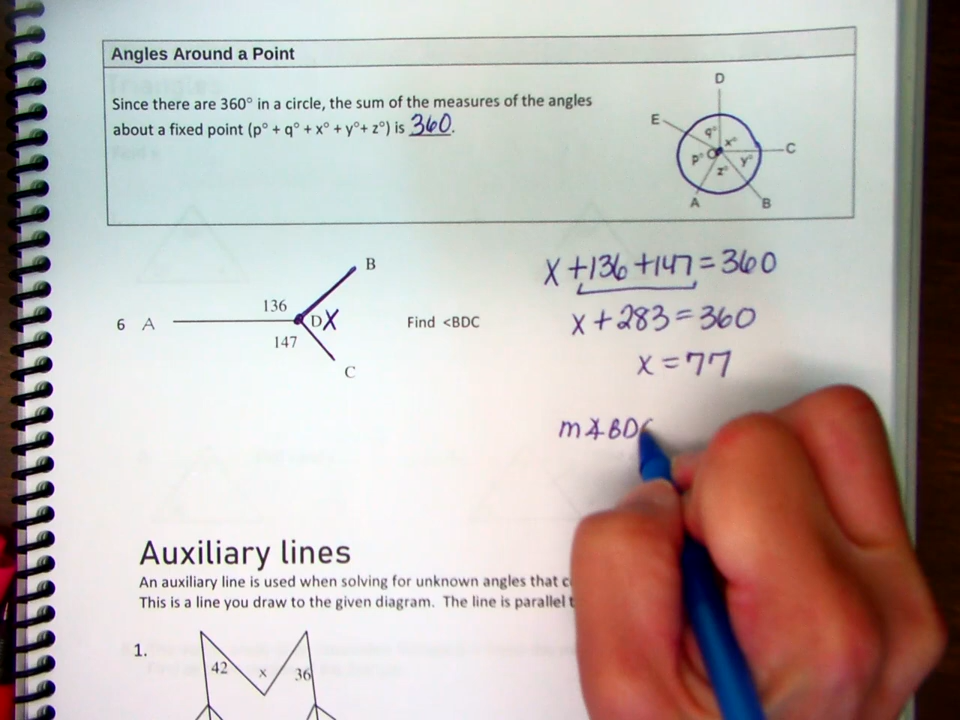 Angles Around a Point
Since there are 360° in a circle, the sum of the measures of the angles
about a fixed point (p° + q° + x° + y°+ z°) is 360.
D
E
q°
x°
C
p°
O
y°
z°
A
B
B
136
6 A
D X
Find <BDC
147
C
x + 136 + 147 = 360
x + 283 = 360
x = 77
m∡BDC
Auxiliary lines
An auxiliary line is used when solving for unknown angles that
This is a line you draw to the given diagram. The line is parallel
1.
42
x
36